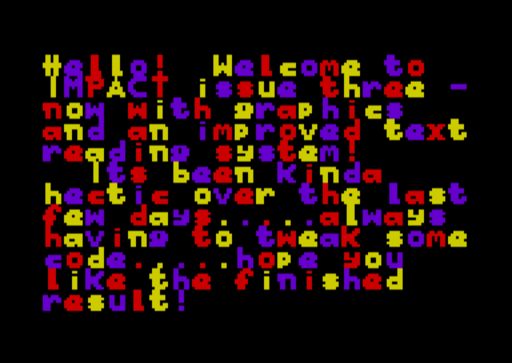 Hello! Welcome to
IMPACT issue three -
now with graphics
and an improved text
reading system!
Its been kinda
hectic over the last
few days.....always
having to tweak some
code.....hope you
like the finished
result!